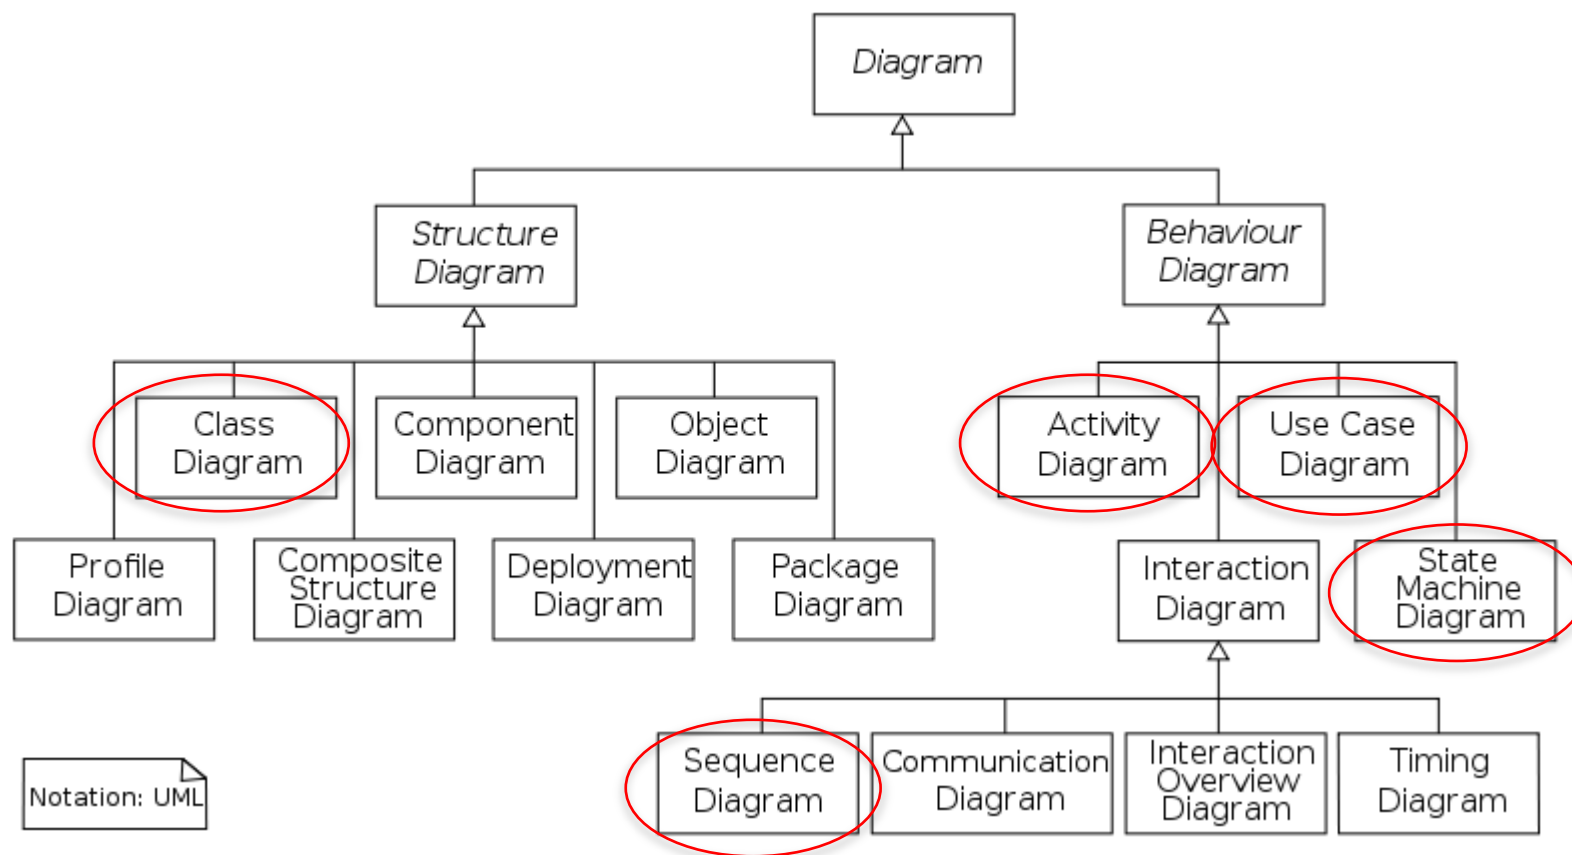 Diagram
Structure
Diagram
Behaviour
Diagram
Class
Diagram
Component
Diagram
Object
Diagram
Activity
Diagram
Use Case
Diagram
Profile
Diagram
Composite
Structure
Diagram
Deployment
Diagram
Package
Diagram
Interaction
Diagram
State
Machine
Diagram
Sequence
Diagram
Communication
Diagram
Interaction
Overview
Diagram
Timing
Diagram
Notation: UML